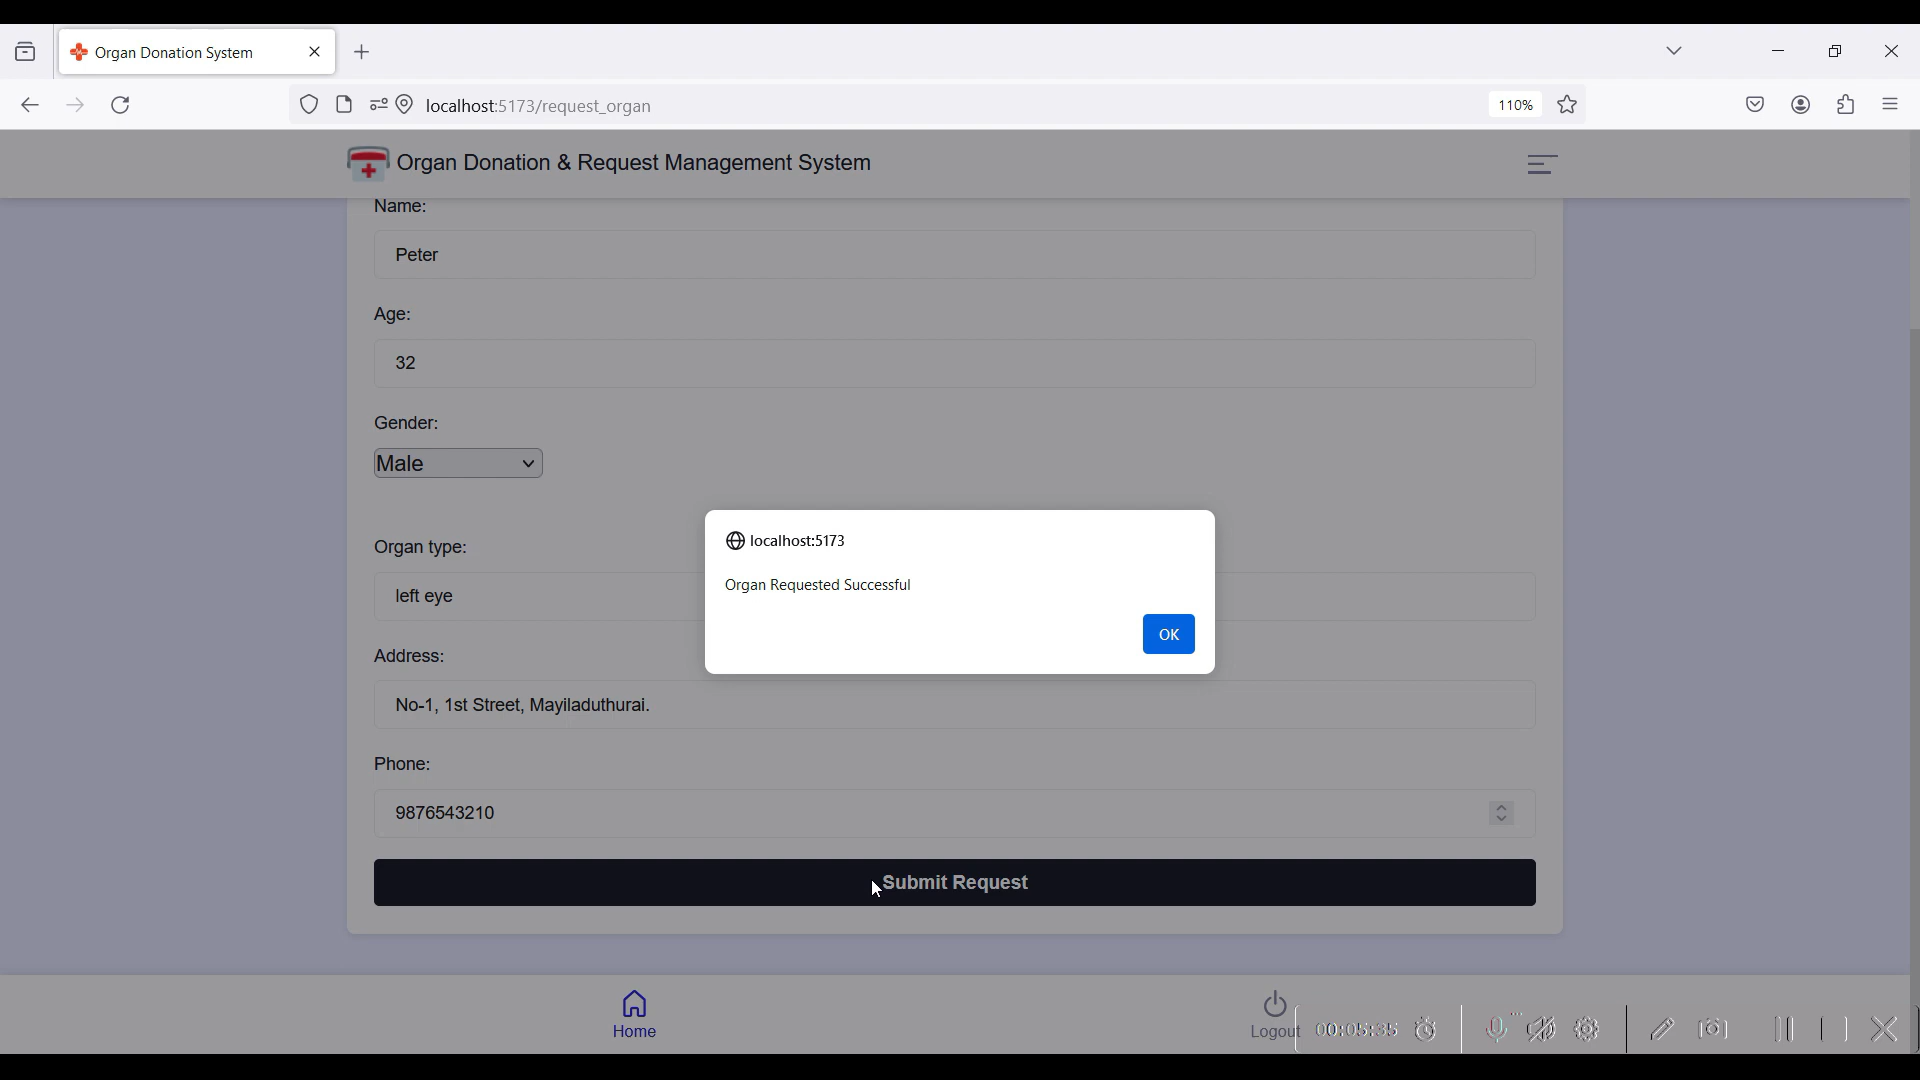 Organ Donation System
localhost:5173/request_organ
110%
Organ Donation & Request Management System
Name:
Peter
Age:
32
Gender:
Male
localhost:5173
Organ Requested Successful
OK
Organ type:
left eye
Address:
No-1, 1st Street, Mayiladuthurai.
Phone:
9876543210
Submit Request
Home
Logout
00:05:35